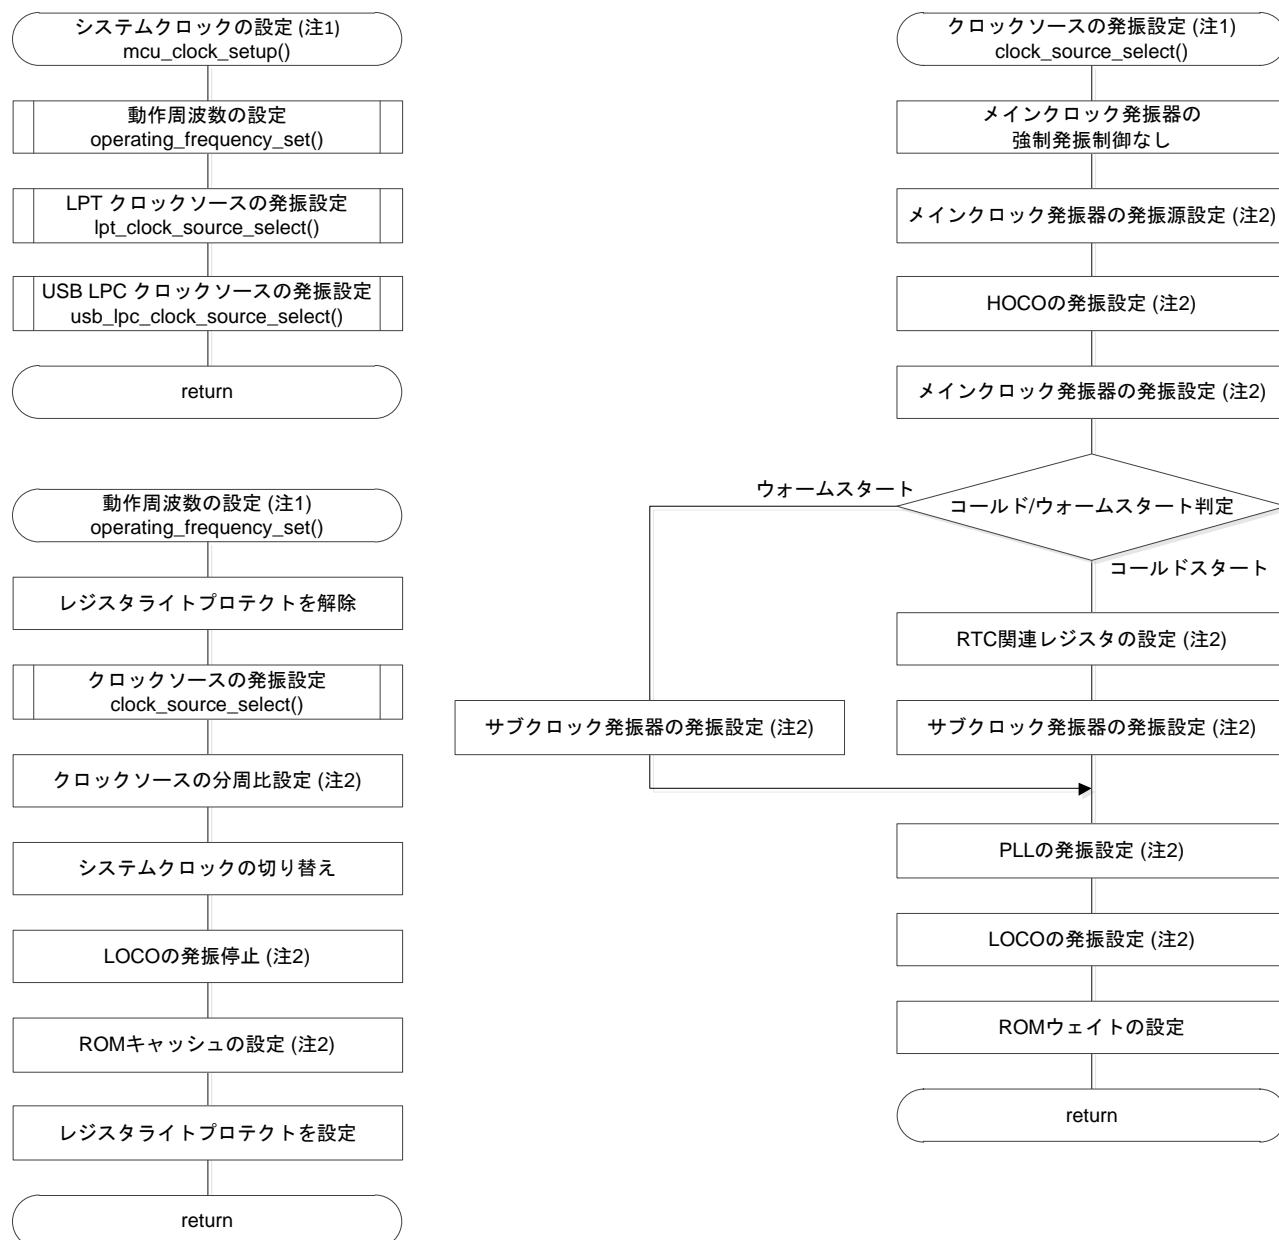 システムクロックの設定 (注1)
mcu_clock_setup()
動作周波数の設定
operating_frequency_set()
LPT クロックソースの発振設定
lpt_clock_source_select()
USB LPC クロックソースの発振設定
usb_lpc_clock_source_select()
return
動作周波数の設定 (注1)
operating_frequency_set()
レジスタライトプロテクトを解除
クロックソースの発振設定
clock_source_select()
クロックソースの分周比設定 (注2)
システムクロックの切り替え
LOCOの発振停止 (注2)
ROMキャッシュの設定 (注2)
レジスタライトプロテクトを設定
return
クロックソースの発振設定 (注1)
clock_source_select()
メインクロック発振器の
強制発振制御なし
メインクロック発振器の発振源設定 (注2)
HOCOの発振設定 (注2)
メインクロック発振器の発振設定 (注2)
コールド/ウォームスタート判定
ウォームスタート
コールドスタート
RTC関連レジスタの設定 (注2)
サブクロック発振器の発振設定 (注2)
サブクロック発振器の発振設定 (注2)
PLLの発振設定 (注2)
LOCOの発振設定 (注2)
ROMウェイトの設定
return